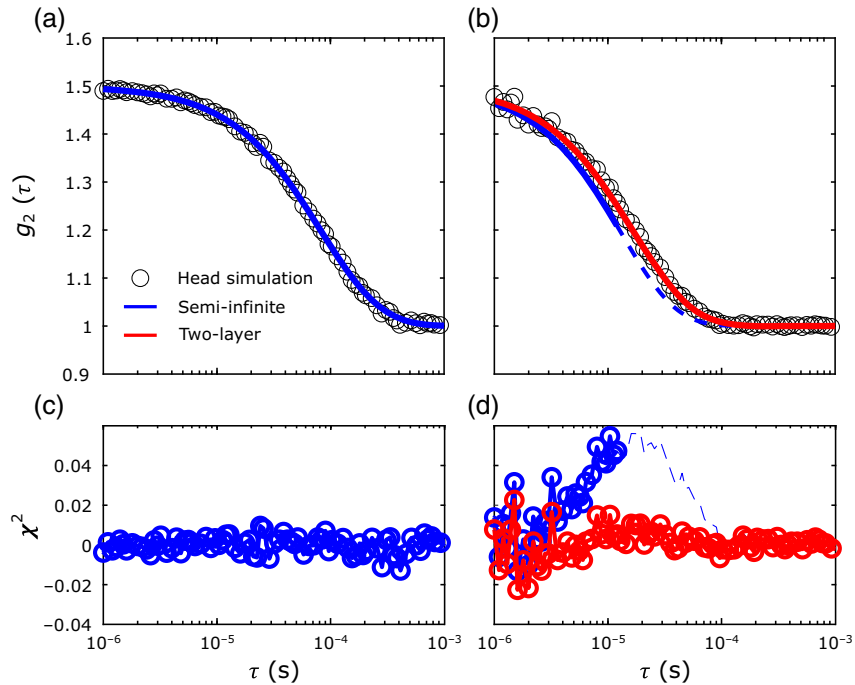 (a)
(b)
1.6
1.5
1.4
1.3
1.2
1.1
1
0.9
g₂ (τ)
Head simulation
Semi-infinite
Two-layer
(c)
(d)
0.04
0.02
0
-0.02
-0.04
χ²
10⁻⁶ 10⁻⁵ 10⁻⁴ 10⁻³
τ (s)
10⁻⁶ 10⁻⁵ 10⁻⁴ 10⁻³
τ (s)